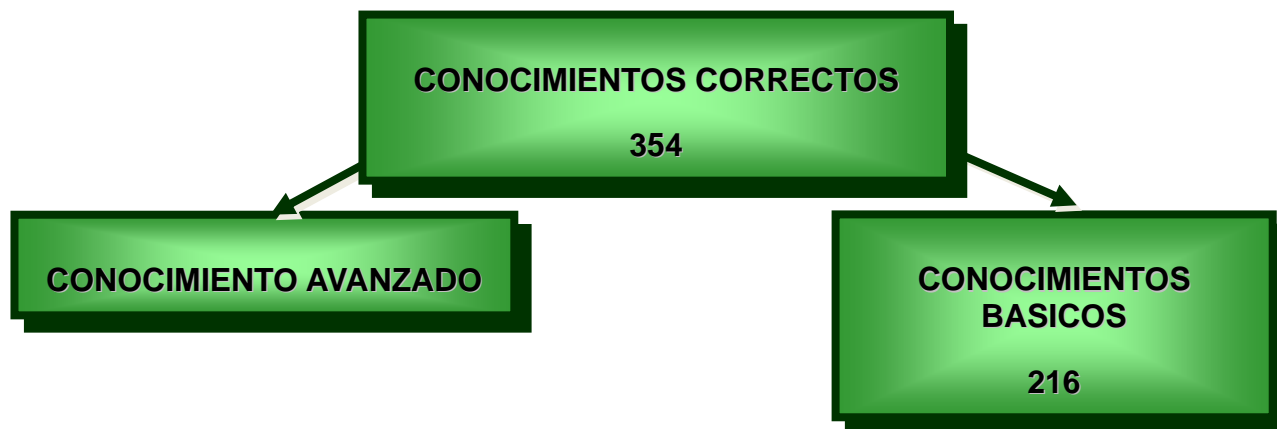 CONOCIMIENTOS CORRECTOS
354
CONOCIMIENTO AVANZADO
CONOCIMIENTOS
BASICOS
216